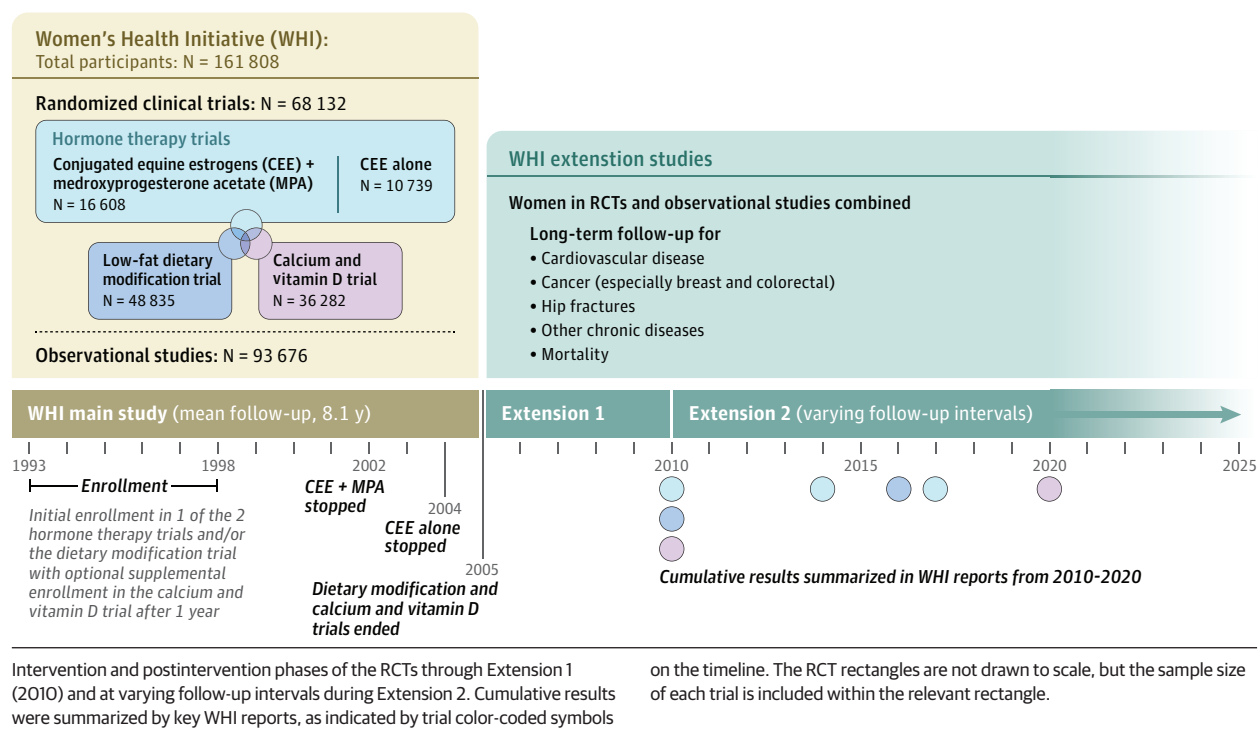 Women's Health Initiative (WHI):
Total participants: N = 161 808
Randomized clinical trials: N = 68 132
Hormone therapy trials
Conjugated equine estrogens (CEE) +
medroxyprogesterone acetate (MPA)
N = 16 608
CEE alone
N = 10 739
Low-fat dietary
modification trial
N = 48 835
Calcium and
vitamin D trial
N = 36 282
Observational studies: N = 93 676
WHI extenstion studies
Women in RCTs and observational studies combined
Long-term follow-up for
• Cardiovascular disease
• Cancer (especially breast and colorectal)
• Hip fractures
• Other chronic diseases
• Mortality
WHI main study (mean follow-up, 8.1 y)
Extension 1
Extension 2 (varying follow-up intervals)
1993
1998
2002
2010
2015
2020
2025
Enrollment
Initial enrollment in 1 of the 2
hormone therapy trials and/or
the dietary modification trial
with optional supplemental
enrollment in the calcium and
vitamin D trial after 1 year
CEE + MPA
stopped
2004
CEE alone
stopped
2005
Dietary modification and
calcium and vitamin D
trials ended
Cumulative results summarized in WHI reports from 2010-2020
Intervention and postintervention phases of the RCTs through Extension 1
(2010) and at varying follow-up intervals during Extension 2. Cumulative results
were summarized by key WHI reports, as indicated by trial color-coded symbols
on the timeline. The RCT rectangles are not drawn to scale, but the sample size
of each trial is included within the relevant rectangle.